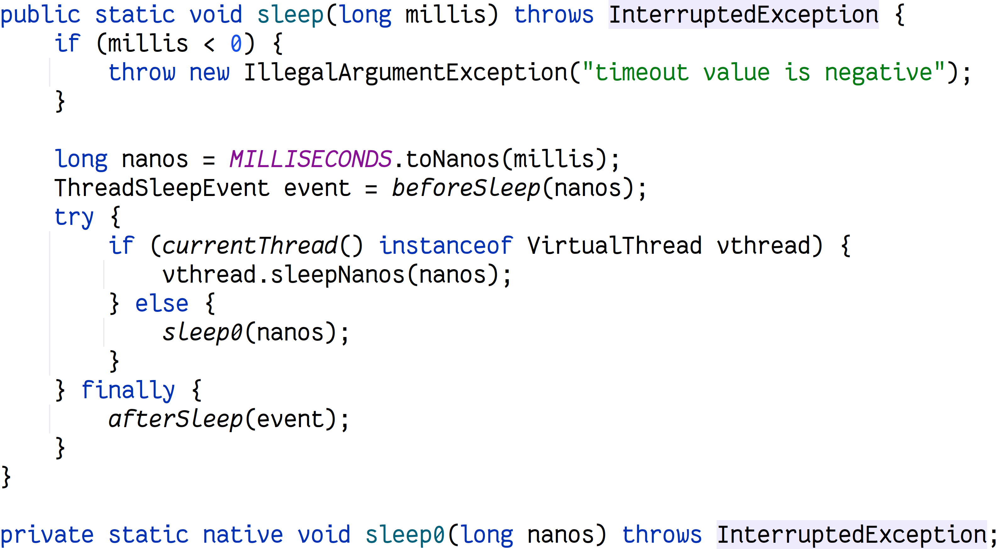 public static void sleep(long millis) throws InterruptedException {
    if (millis < 0) {
        throw new IllegalArgumentException("timeout value is negative");
    }

    long nanos = MILLISECONDS.toNanos(millis);
    ThreadSleepEvent event = beforeSleep(nanos);
    try {
        if (currentThread() instanceof VirtualThread vthread) {
            vthread.sleepNanos(nanos);
        } else {
            sleep0(nanos);
        }
    } finally {
        afterSleep(event);
    }
}

private static native void sleep0(long nanos) throws InterruptedException;